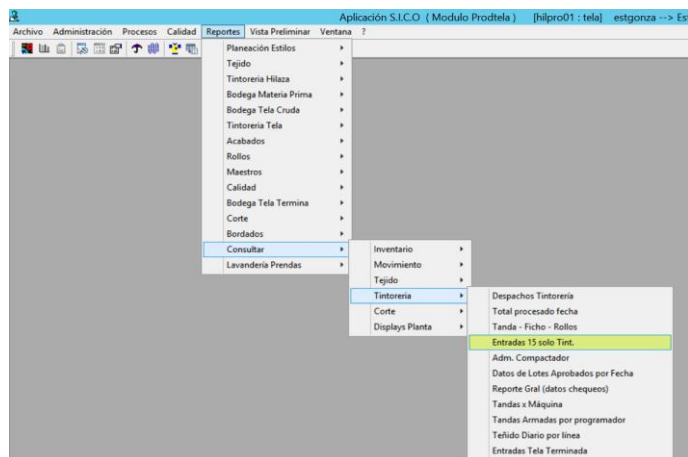 Aplicación S.I.C.O ( Modulo Prodtela ) [hilpro01 : tela] estgonza --> Es
Archivo Administración Procesos Calidad Reportes Vista Preliminar Ventana ?
Planeación Estilos
Tejido
Tintoreria Hilaza
Bodega Materia Prima
Bodega Tela Cruda
Tintoreria Tela
Acabados
Rollos
Maestros
Calidad
Bodega Tela Termina
Corte
Bordados
Consultar
Lavandería Prendas
Inventario
Movimiento
Tejido
Tintoreria
Corte
Displays Planta
Despachos Tintorería
Total procesado fecha
Tanda - Ficho - Rollos
Entradas 15 solo Tint.
Adm. Compactador
Datos de Lotes Aprobados por Fecha
Reporte Gral (datos chequeos)
Tandas x Máquina
Tandas Armadas por programador
Teñido Diario por línea
Entradas Tela Terminada